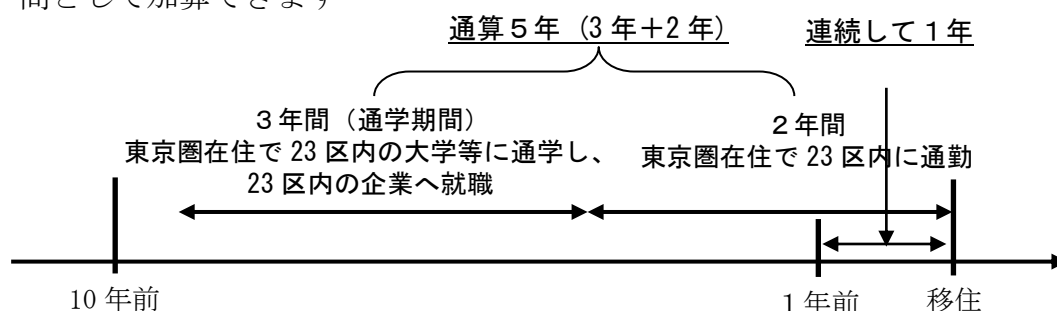 間として加算できます
通算５年（3 年＋2 年）
連続して１年
３年間（通学期間）
東京圏在住で 23 区内の大学等に通学し、
23 区内の企業へ就職
２年間
東京圏在住で 23 区内に通勤
10 年前
１年前
移住